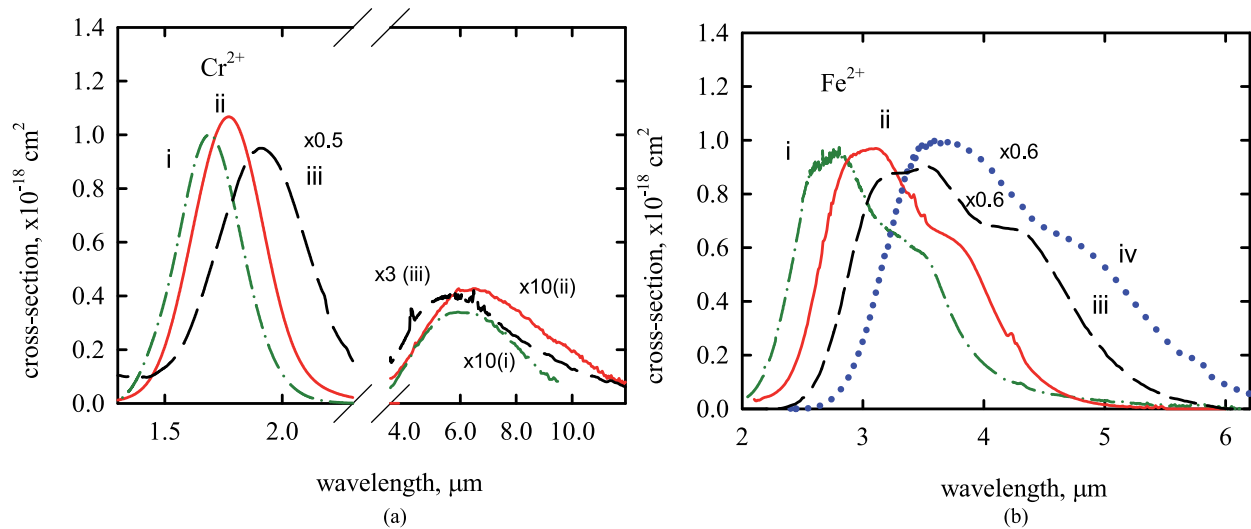 1.4
1.2
1.0
0.8
0.6
0.4
0.2
0.0
cross-section, x10⁻¹⁸ cm²
Cr²⁺
ii
i
x0.5
iii
x3 (iii)
x10(ii)
x10(i)
1.5 2.0 4.0 6.0 8.0 10.0
wavelength, μm
(a)
1.4
1.2
1.0
0.8
0.6
0.4
0.2
0.0
cross-section, x10⁻¹⁸ cm²
Fe²⁺
ii
i
x0.6
x0.6
iv
iii
2 3 4 5 6
wavelength, μm
(b)